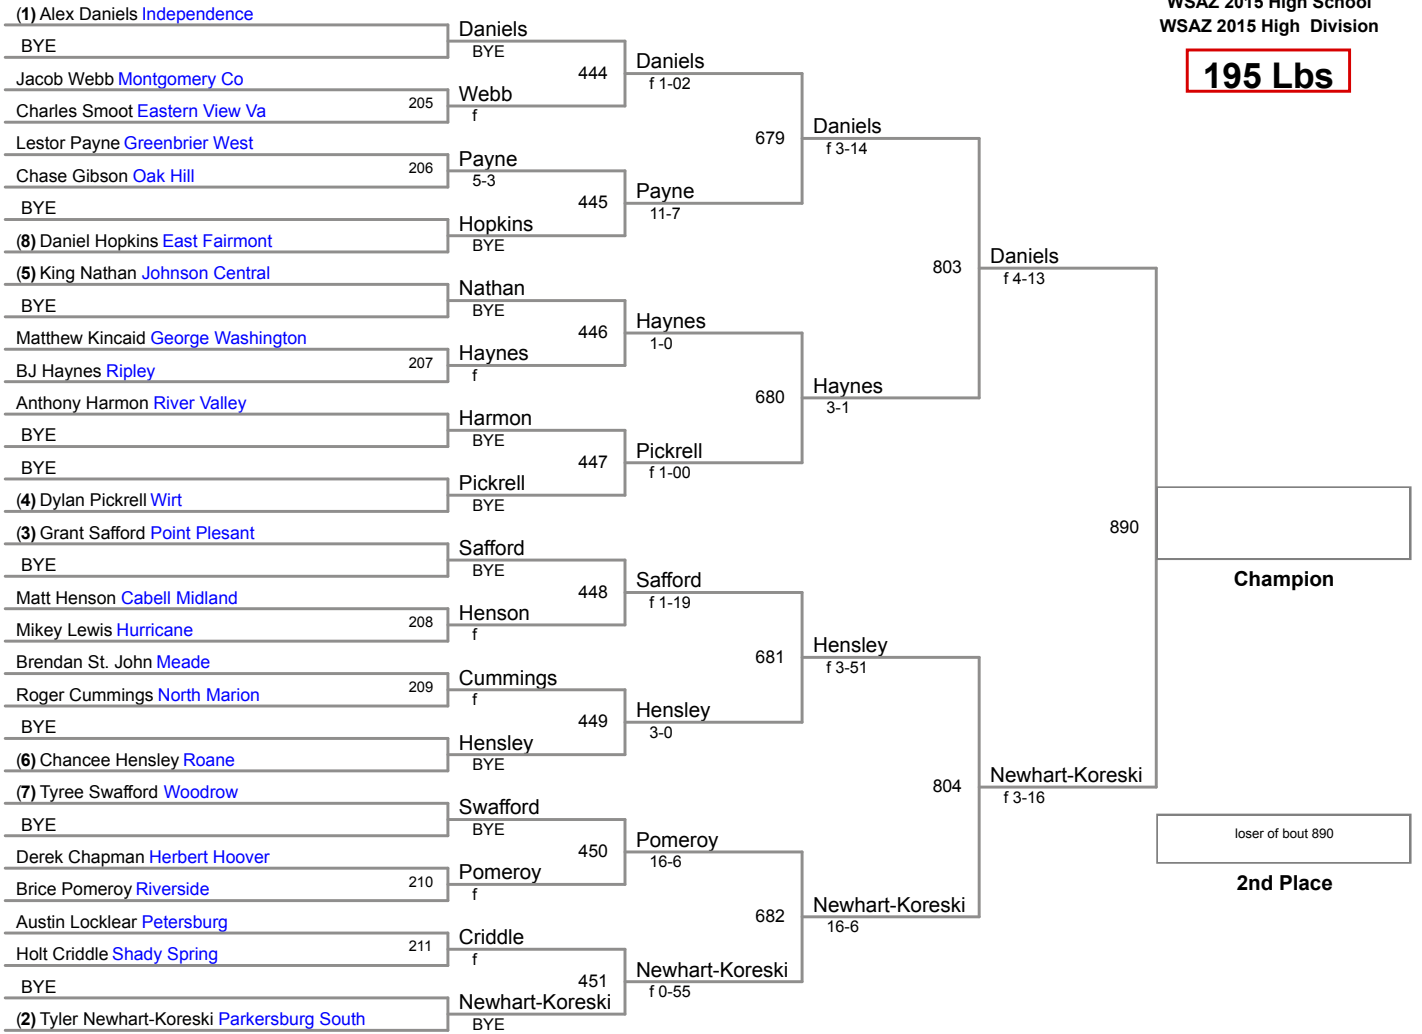 WSAZ 2015 High School
WSAZ 2015 High Division
195 Lbs
(1) Alex Daniels Independence
BYE
Jacob Webb Montgomery Co
Charles Smoot Eastern View Va
Lestor Payne Greenbrier West
Chase Gibson Oak Hill
BYE
(8) Daniel Hopkins East Fairmont
(5) King Nathan Johnson Central
BYE
Matthew Kincaid George Washington
BJ Haynes Ripley
Anthony Harmon River Valley
BYE
BYE
(4) Dylan Pickrell Wirt
(3) Grant Safford Point Plesant
BYE
Matt Henson Cabell Midland
Mikey Lewis Hurricane
Brendan St. John Meade
Roger Cummings North Marion
BYE
(6) Chancee Hensley Roane
(7) Tyree Swafford Woodrow
BYE
Derek Chapman Herbert Hoover
Brice Pomeroy Riverside
Austin Locklear Petersburg
Holt Criddle Shady Spring
BYE
(2) Tyler Newhart-Koreski Parkersburg South
205
206
207
208
209
210
211
Daniels
BYE
Webb
f
Payne
5-3
Hopkins
BYE
Nathan
BYE
Haynes
f
Harmon
BYE
Pickrell
BYE
Safford
BYE
Henson
f
Cummings
f
Hensley
BYE
Swafford
BYE
Pomeroy
f
Criddle
f
Newhart-Koreski
BYE
444
445
446
447
448
449
450
451
Daniels
f 1-02
Payne
11-7
Haynes
1-0
Pickrell
f 1-00
Safford
f 1-19
Hensley
3-0
Pomeroy
16-6
Newhart-Koreski
f 0-55
679
680
681
682
Daniels
f 3-14
Haynes
3-1
Hensley
f 3-51
Newhart-Koreski
16-6
803
804
Daniels
f 4-13
Newhart-Koreski
f 3-16
890
Champion
loser of bout 890
2nd Place